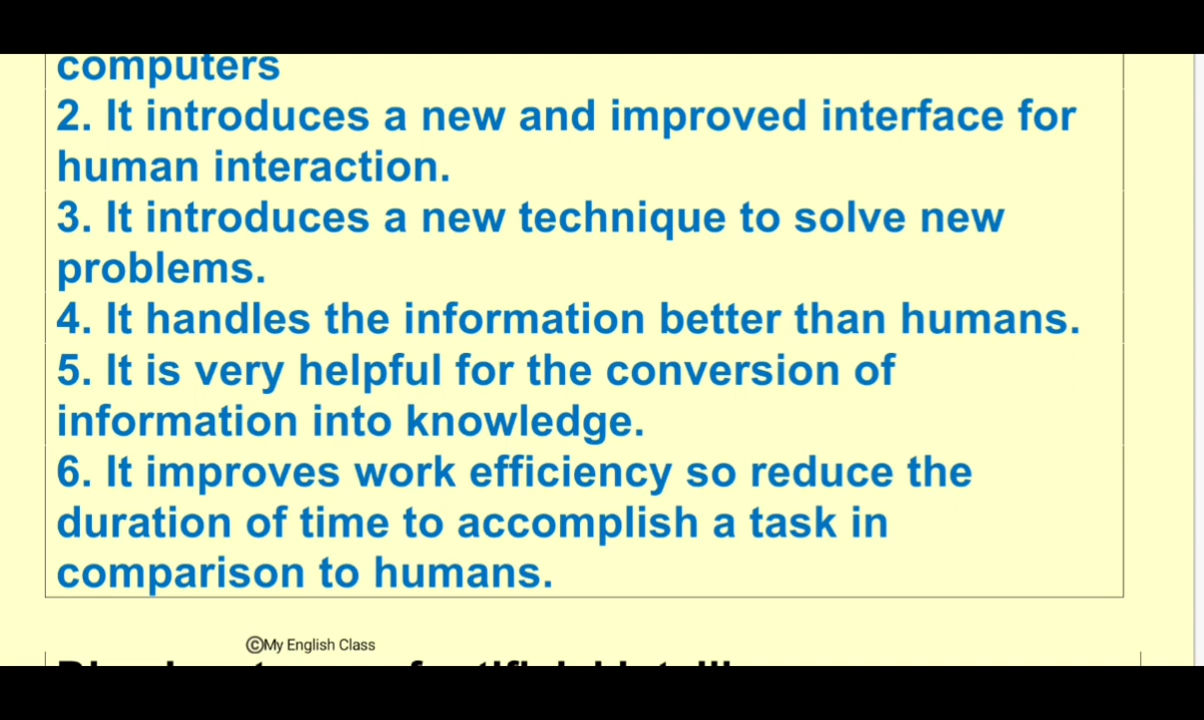 computers
2. It introduces a new and improved interface for
human interaction.
3. It introduces a new technique to solve new
problems.
4. It handles the information better than humans.
5. It is very helpful for the conversion of
information into knowledge.
6. It improves work efficiency so reduce the
duration of time to accomplish a task in
comparison to humans.
©My English Class